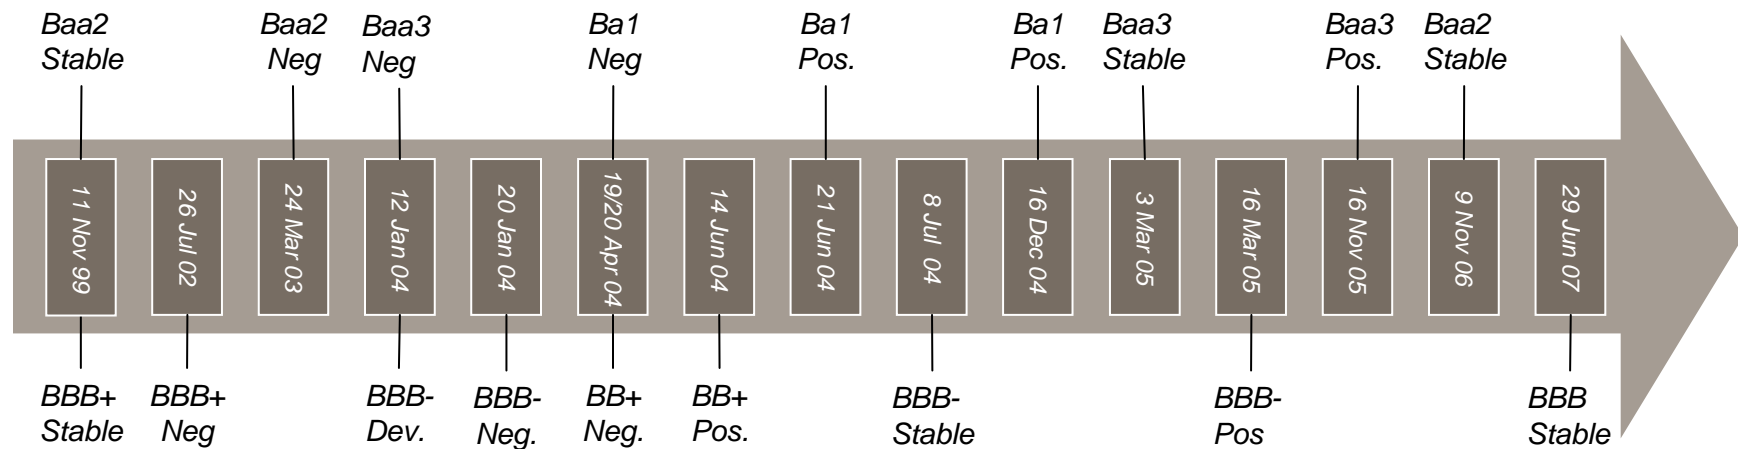 Baa2
Stable
Baa2
Neg
Baa3
Neg
Ba1
Neg
Ba1
Pos.
Ba1
Pos.
Baa3
Stable
Baa3
Pos.
Baa2
Stable
11 Nov 99
26 Jul 02
24 Mar 03
12 Jan 04
20 Jan 04
19/20 Apr 04
14 Jun 04
21 Jun 04
8 Jul 04
16 Dec 04
3 Mar 05
16 Mar 05
16 Nov 05
9 Nov 06
29 Jun 07
BBB+
Stable
BBB+
Neg
BBB-
Dev.
BBB-
Neg.
BB+
Neg.
BB+
Pos.
BBB-
Stable
BBB-
Pos
BBB
Stable